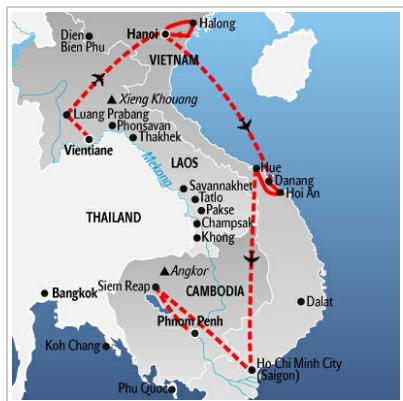 Halong
Hanoi
Dien
Bien Phu
VIETNAM
Xieng Khouang
Luang Prabang
Phonsavan
Thakhek
Vientiane
Mekong
LAOS
Hue
Danang
Hoi An
Savannakhet
Tatlo
Pakse
Champsak
Khong
THAILAND
Angkor
Siem Reap
CAMBODIA
Bangkok
Dalat
Phnom Penh
Koh Chang
Ho Chi Minh City
(Saigon)
Phu Quoc